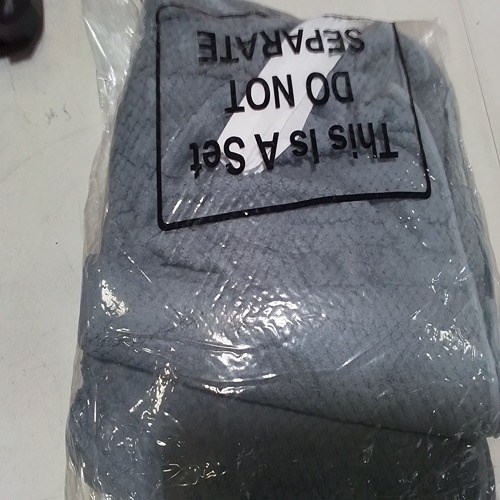 This Is A Set
DO NOT
SEPARATE